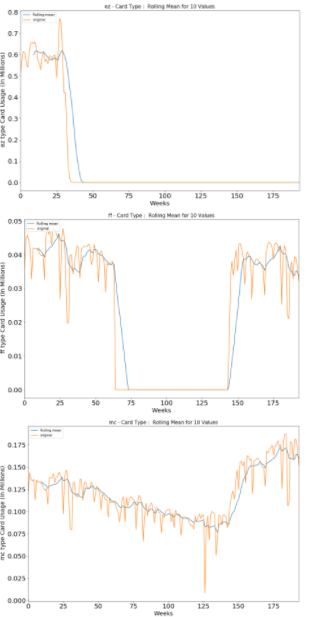 ez - Card Type : Rolling Mean for 10 Values
Rolling mean
original
0.8
0.7
0.6
0.5
0.4
0.3
0.2
0.1
0.0
ez type Card Usage (In Millions)
0 25 50 75 100 125 150 175
Weeks
ff - Card Type : Rolling Mean for 10 Values
Rolling mean
original
0.05
0.04
0.03
0.02
0.01
0.00
ff type Card Usage (In Millions)
0 25 50 75 100 125 150 175
Weeks
mc - Card Type : Rolling Mean for 10 Values
Rolling mean
original
0.175
0.150
0.125
0.100
0.075
0.050
0.025
0.000
mc type Card Usage (In Millions)
0 25 50 75 100 125 150 175
Weeks